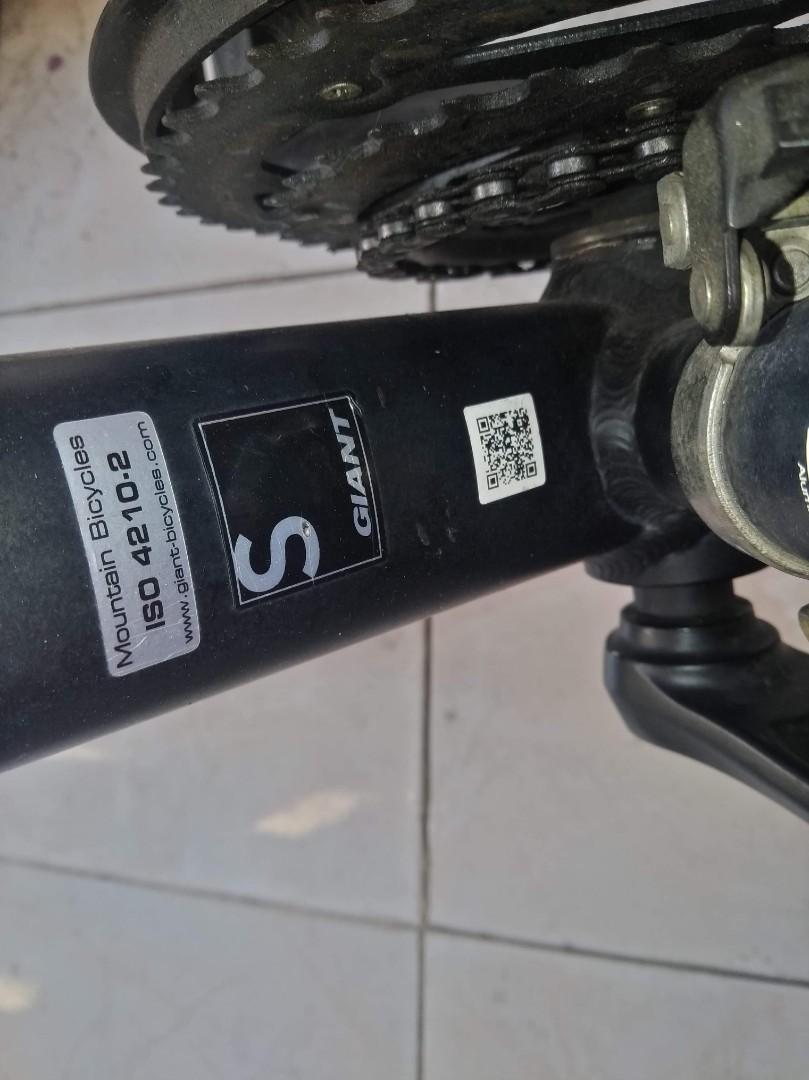 Mountain Bicycles
ISO 4210-2
www.giant-bicycles.com
S
GIANT